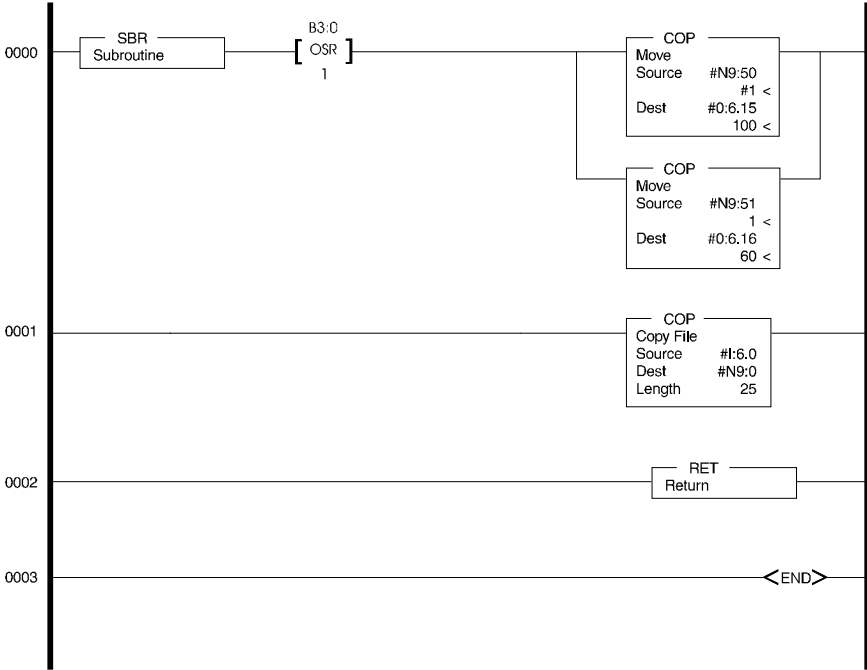 0000
SBR
Subroutine
B3:0
OSR
1
COP
Move
Source #N9:50
#1 <
Dest #0:6.15
100 <
COP
Move
Source #N9:51
1 <
Dest #0:6.16
60 <
0001
COP
Copy File
Source #I:6.0
Dest #N9:0
Length 25
0002
RET
Return
0003
<END>